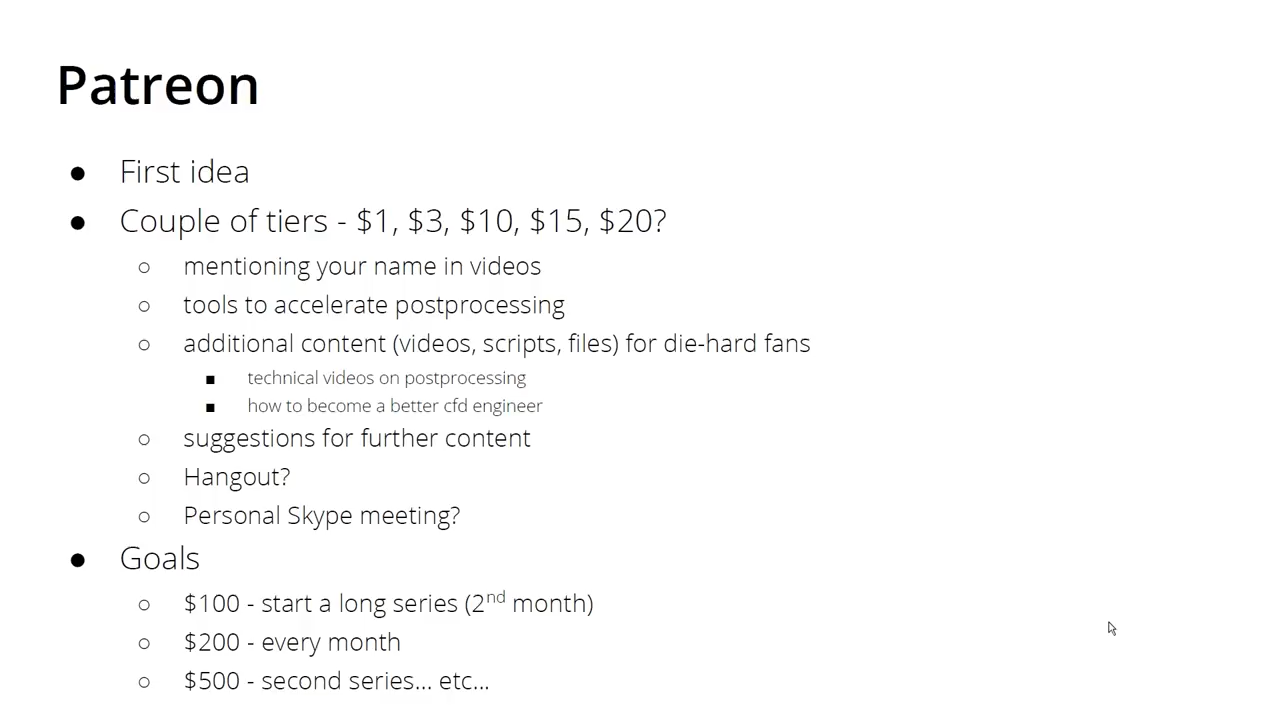 Patreon
● First idea
● Couple of tiers - $1, $3, $10, $15, $20?
○ mentioning your name in videos
○ tools to accelerate postprocessing
○ additional content (videos, scripts, files) for die-hard fans
■ technical videos on postprocessing
■ how to become a better cfd engineer
○ suggestions for further content
○ Hangout?
○ Personal Skype meeting?
● Goals
○ $100 - start a long series (2nd month)
○ $200 - every month
○ $500 - second series... etc...